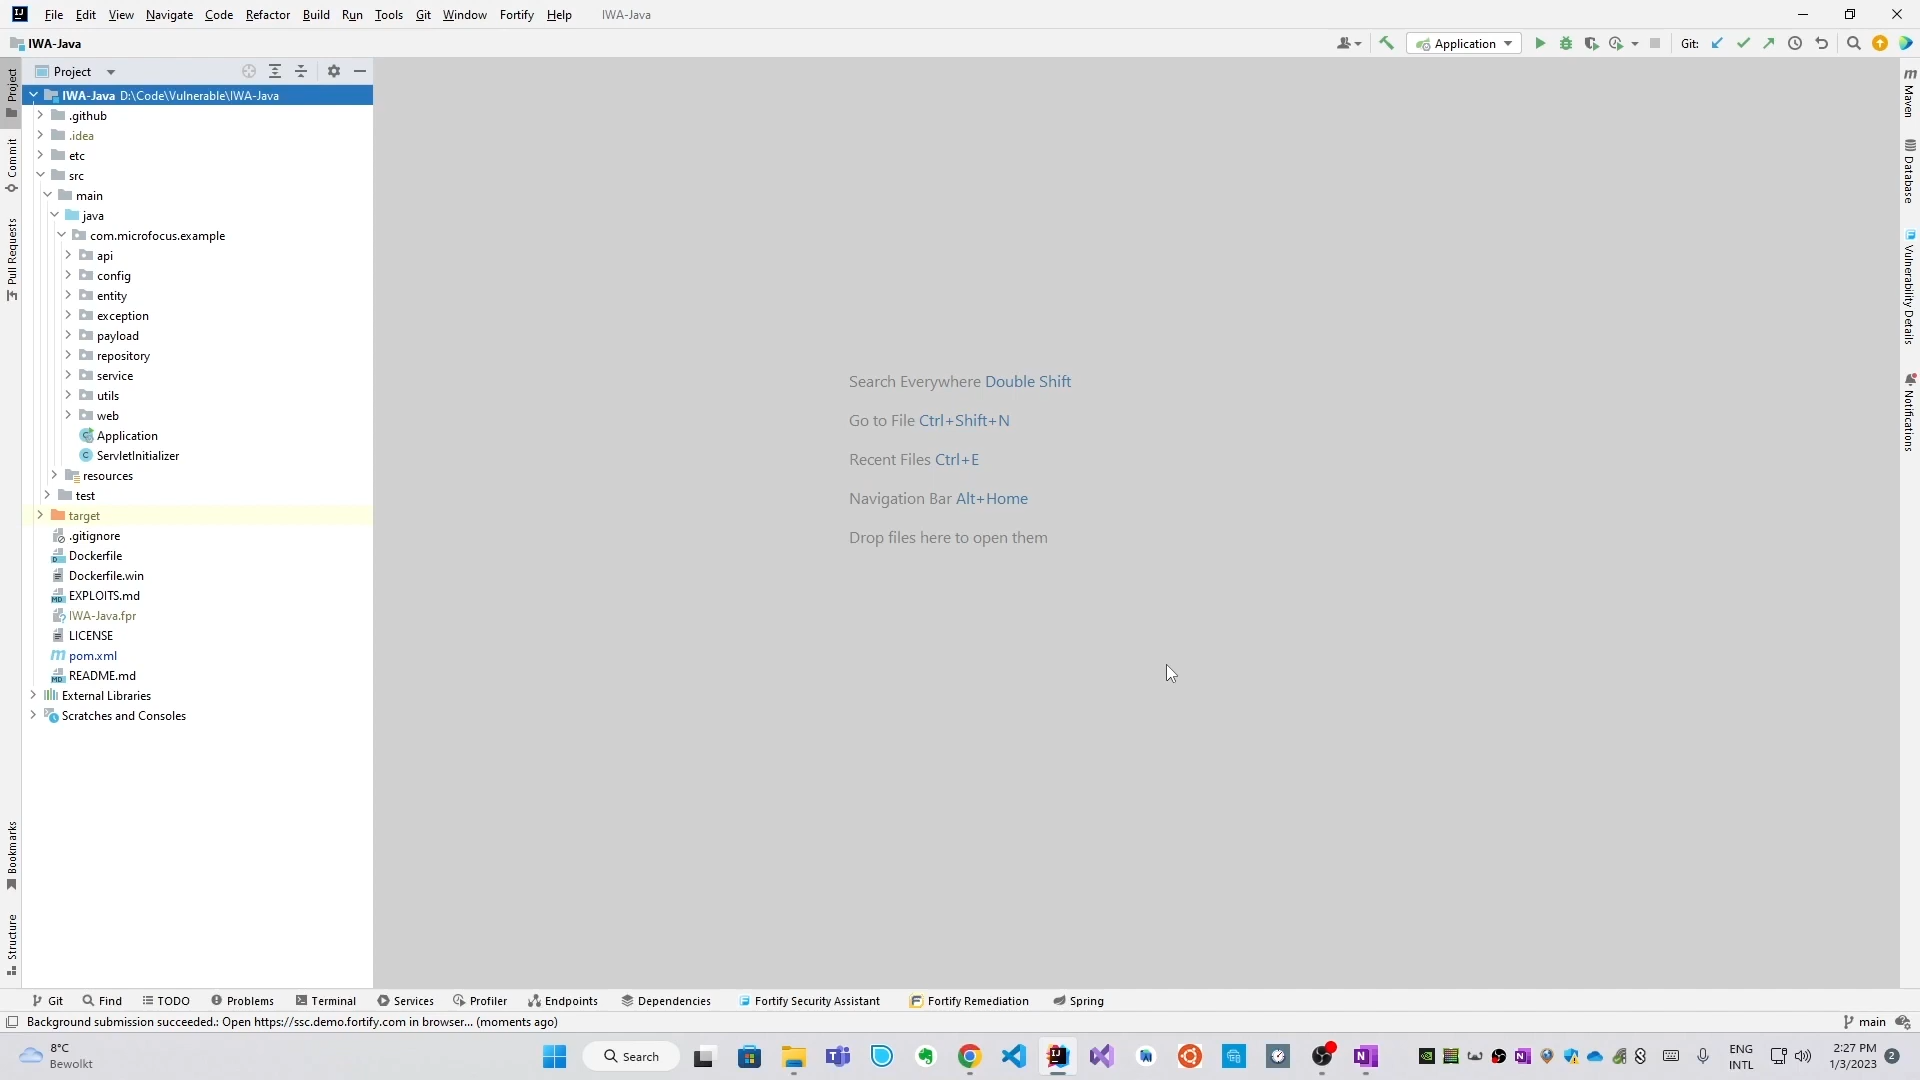 File Edit View Navigate Code Refactor Build Run Tools Git Window Fortify Help IWA-Java
IWA-Java
Application
Git:
Project
Project
Commit
Pull Requests
Bookmarks
Structure
IWA-Java D:\Code\Vulnerable\IWA-Java
.github
.idea
etc
src
main
java
com.microfocus.example
api
config
entity
exception
payload
repository
service
utils
web
Application
ServletInitializer
resources
test
target
.gitignore
Dockerfile
Dockerfile.win
EXPLOITS.md
IWA-Java.fpr
LICENSE
pom.xml
README.md
External Libraries
Scratches and Consoles
Search Everywhere Double Shift
Go to File Ctrl+Shift+N
Recent Files Ctrl+E
Navigation Bar Alt+Home
Drop files here to open them
Maven
Database
Vulnerability Details
Notifications
Git Find TODO Problems Terminal Services Profiler Endpoints Dependencies Fortify Security Assistant Fortify Remediation Spring
Background submission succeeded.: Open https://ssc.demo.fortify.com in browser... (moments ago)
main
8°C
Bewolkt
Search
ENG
INTL
2:27 PM
1/3/2023
2